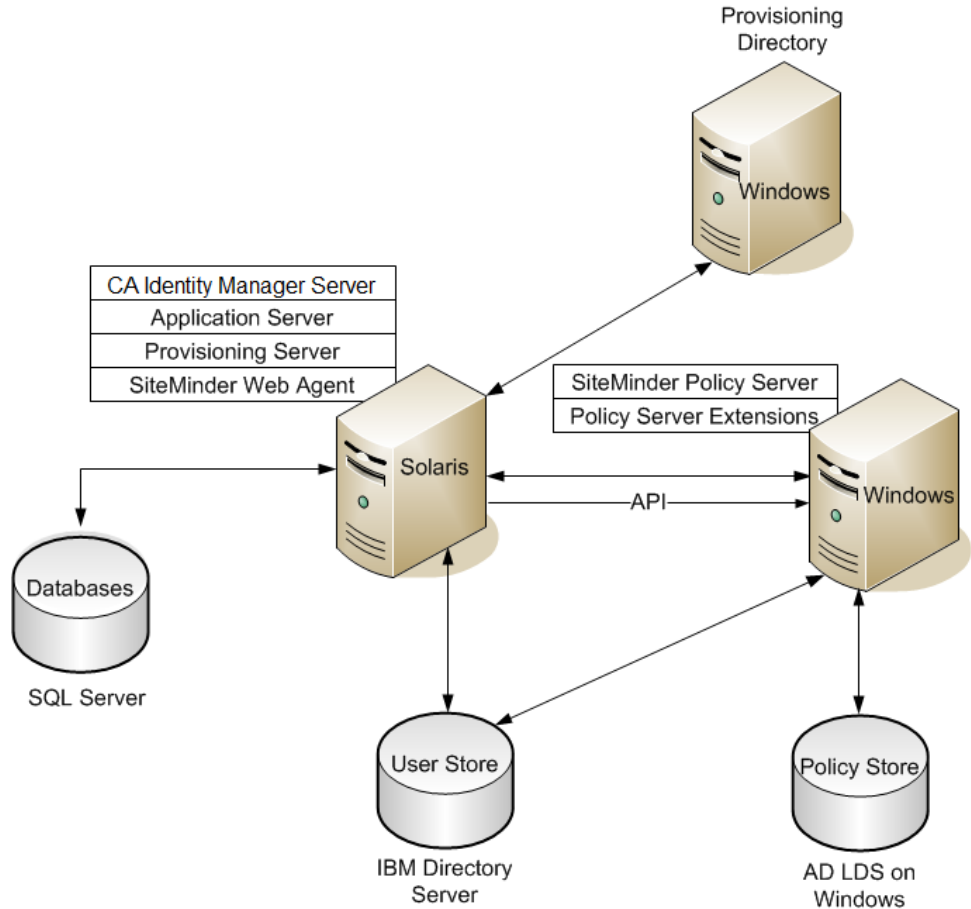 Provisioning
Directory
Windows
CA Identity Manager Server
Application Server
Provisioning Server
SiteMinder Web Agent
SiteMinder Policy Server
Policy Server Extensions
Solaris
Windows
API
Databases
SQL Server
User Store
IBM Directory
Server
Policy Store
AD LDS on
Windows